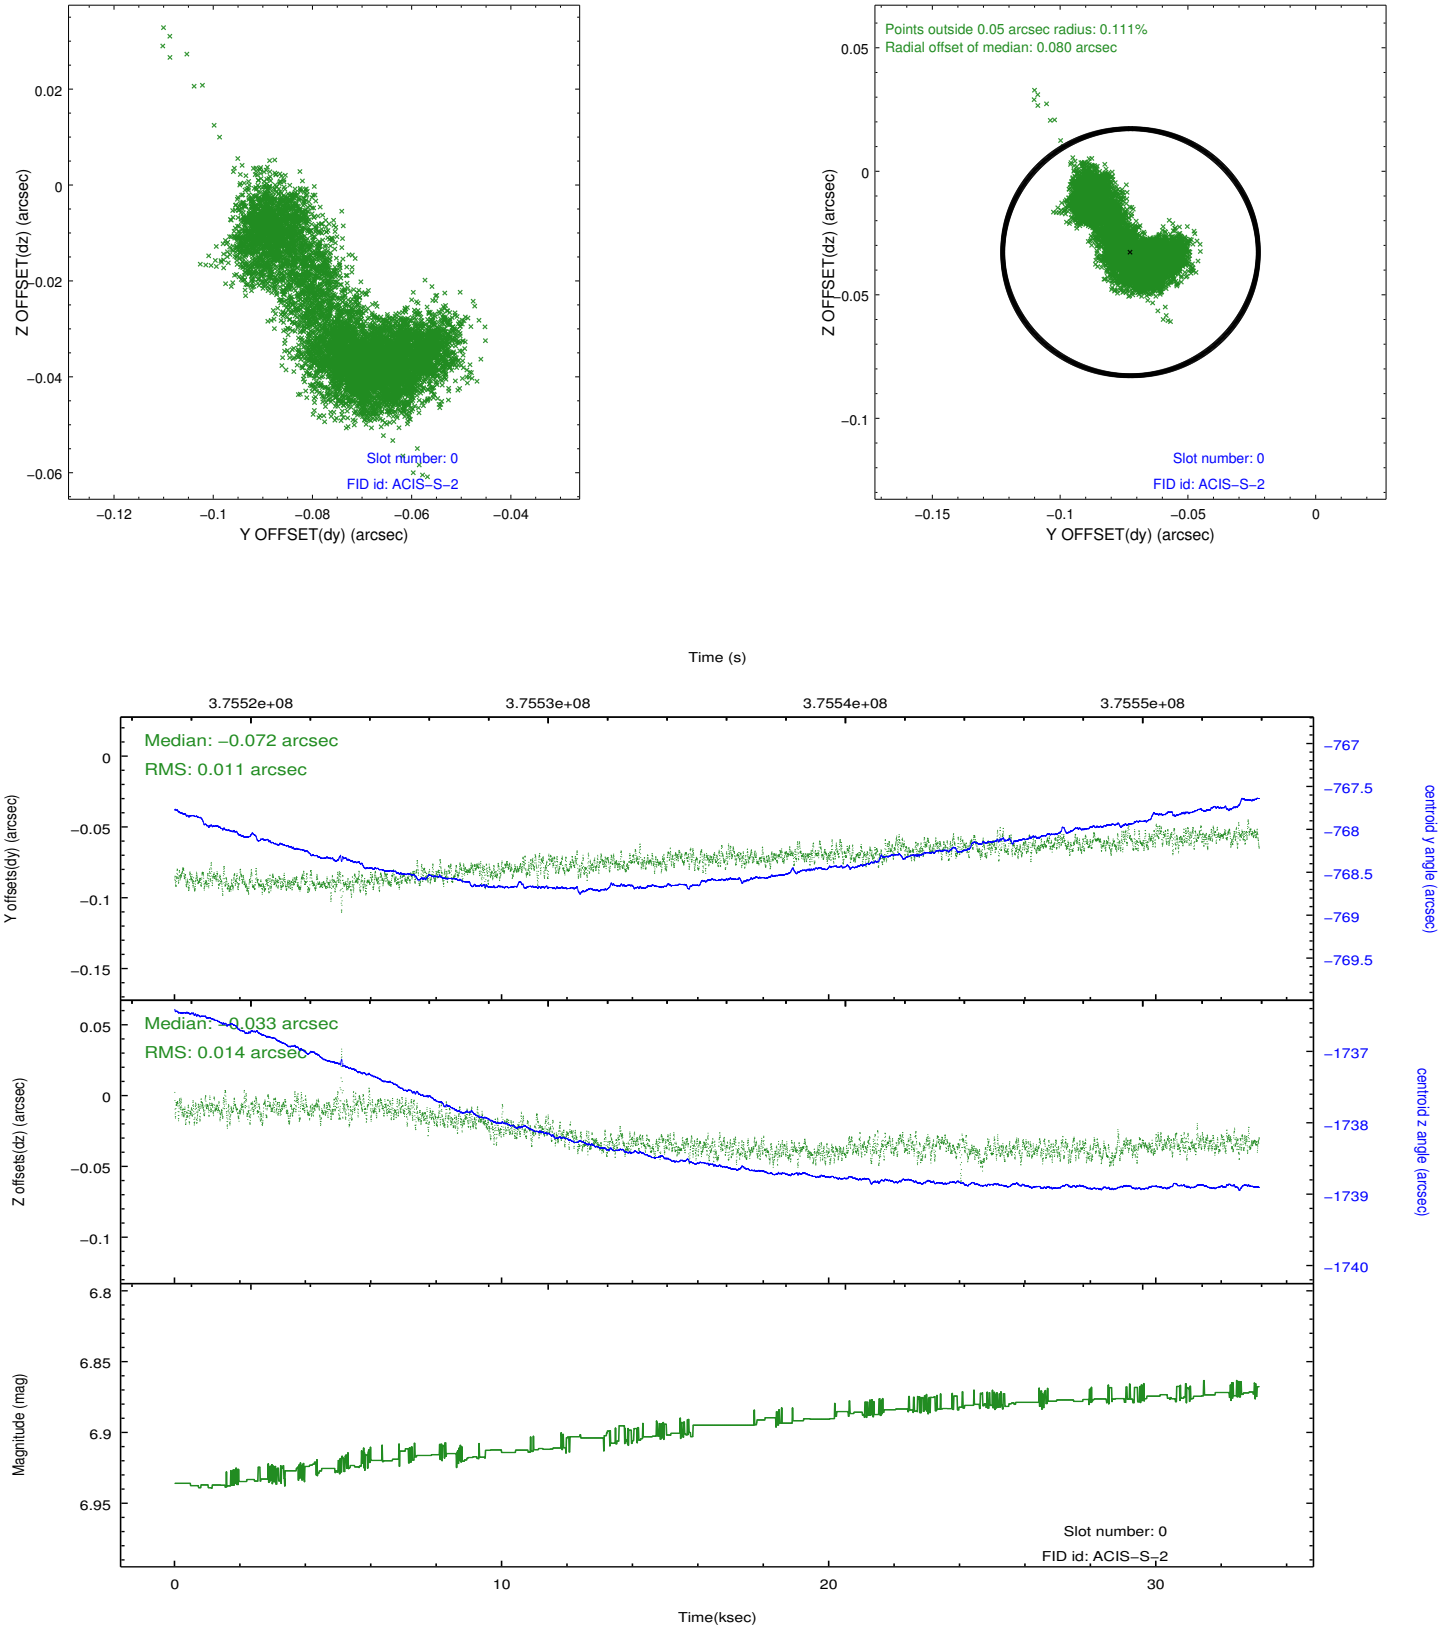 0.02
0
−0.02
−0.04
−0.06
Z OFFSET(dz) (arcsec)
Slot number: 0
FID id: ACIS−S−2
−0.12
−0.1
−0.08
−0.06
−0.04
Y OFFSET(dy) (arcsec)
Points outside 0.05 arcsec radius: 0.111%
Radial offset of median: 0.080 arcsec
0.05
0
−0.05
−0.1
Z OFFSET(dz) (arcsec)
Slot number: 0
FID id: ACIS−S−2
−0.15
−0.1
−0.05
0
Y OFFSET(dy) (arcsec)
Time (s)
3.7552e+08
3.7553e+08
3.7554e+08
3.7555e+08
Median: −0.072 arcsec
RMS: 0.011 arcsec
0
−0.05
−0.1
−0.15
Y offsets(dy) (arcsec)
−767
−767.5
−768
−768.5
−769
−769.5
centroid y angle (arcsec)
Median: −0.033 arcsec
RMS: 0.014 arcsec
0.05
0
−0.05
−0.1
Z offsets(dz) (arcsec)
−1737
−1738
−1739
−1740
centroid z angle (arcsec)
6.8
6.85
6.9
6.95
Magnitude (mag)
Slot number: 0
FID id: ACIS−S−2
0
10
20
30
Time(ksec)